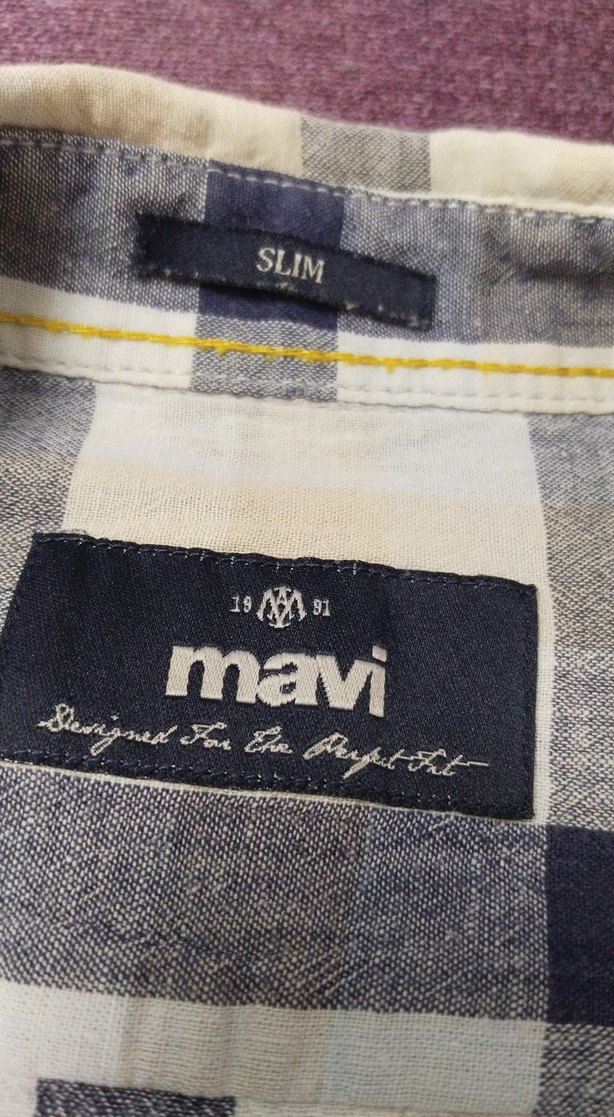 SLIM
19 91
mavi
Designed For The Perfect Fit